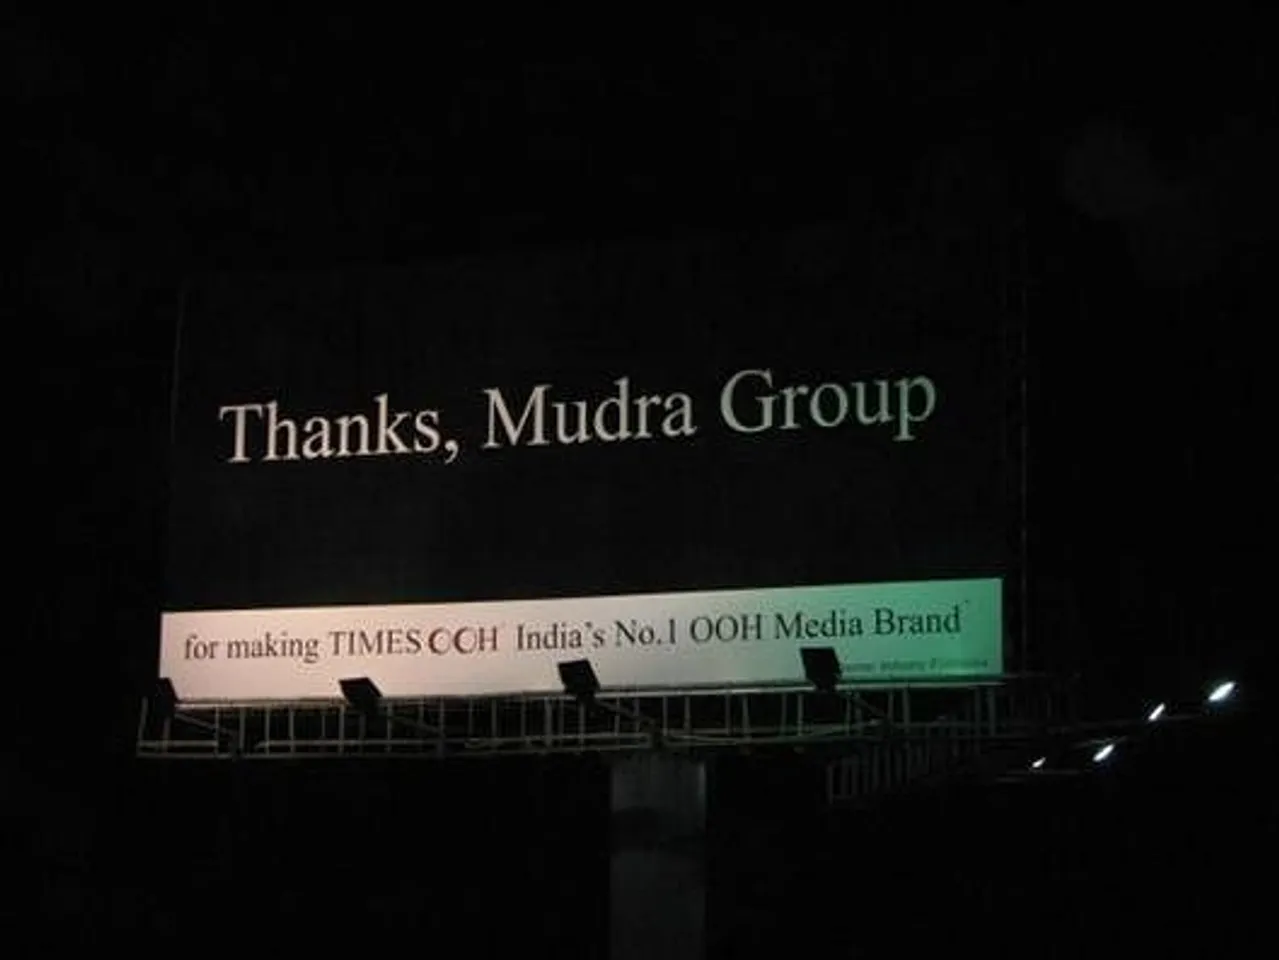 Thanks, Mudra Group
for making TIMES OOH India's No.1 OOH Media Brand*